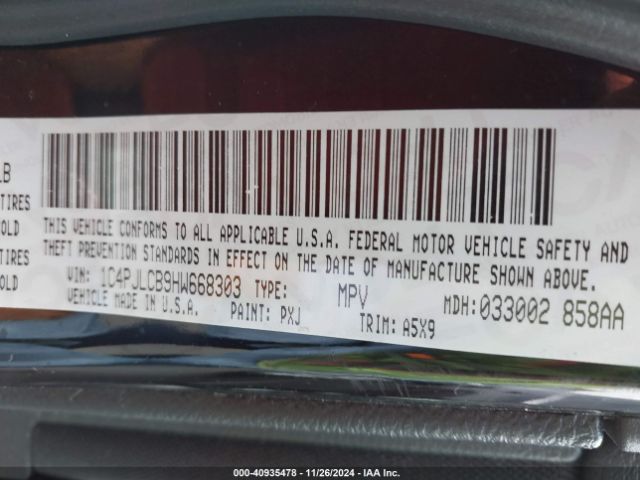 LB
TIRES
OLD
TIRES
OLD
THIS VEHICLE CONFORMS TO ALL APPLICABLE U.S.A. FEDERAL MOTOR VEHICLE SAFETY AND
THEFT PREVENTION STANDARDS IN EFFECT ON THE DATE OF MANUFACTURE SHOWN ABOVE.
VIN: 1C4PJLCB9HW668303 TYPE: MPV MDH:033002 858AA
VEHICLE MADE IN U.S.A. PAINT: PXJ TRIM: A5X9
000-40935478 - 11/26/2024 - IAA Inc.